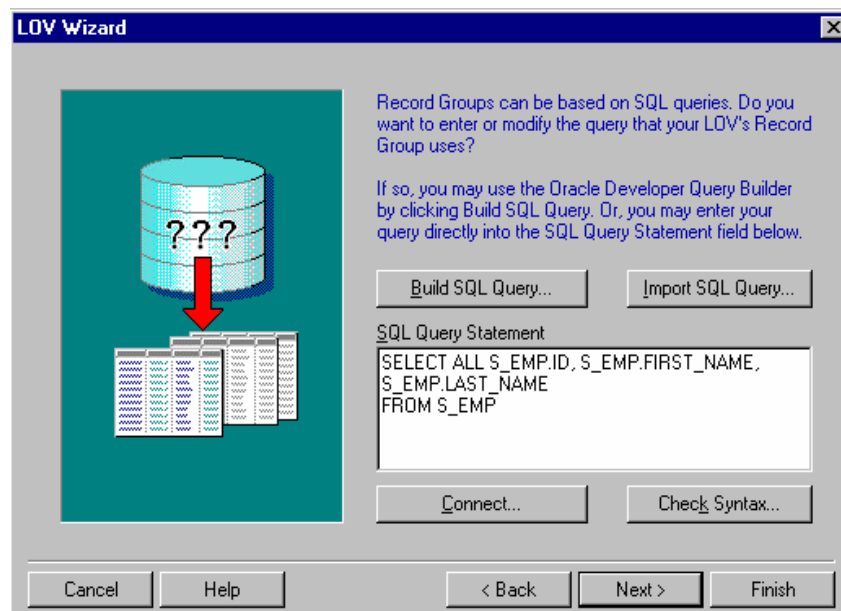 LOV Wizard
Record Groups can be based on SQL queries. Do you
want to enter or modify the query that your LOV's Record
Group uses?
If so, you may use the Oracle Developer Query Builder
by clicking Build SQL Query. Or, you may enter your
query directly into the SQL Query Statement field below.
???
Build SQL Query...
Import SQL Query...
SQL Query Statement
SELECT ALL S_EMP.ID, S_EMP.FIRST_NAME,
S_EMP.LAST_NAME
FROM S_EMP
Connect...
Check Syntax...
Cancel
Help
< Back
Next >
Finish